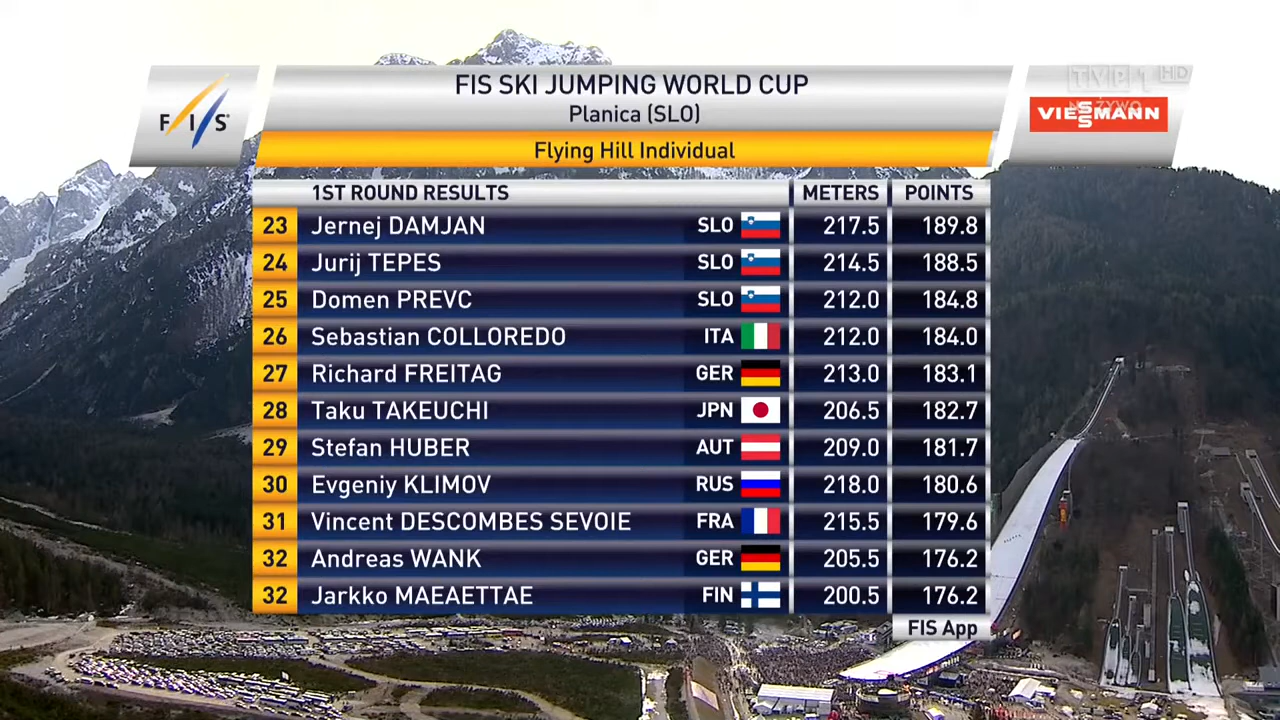 FIS SKI JUMPING WORLD CUP
Planica (SLO)
FIS
TVP 1 HD
NA ŻYWO
VIESSMANN
Flying Hill Individual
1ST ROUND RESULTS METERS POINTS
23 Jernej DAMJAN SLO 217.5 189.8
24 Jurij TEPES SLO 214.5 188.5
25 Domen PREVC SLO 212.0 184.8
26 Sebastian COLLOREDO ITA 212.0 184.0
27 Richard FREITAG GER 213.0 183.1
28 Taku TAKEUCHI JPN 206.5 182.7
29 Stefan HUBER AUT 209.0 181.7
30 Evgeniy KLIMOV RUS 218.0 180.6
31 Vincent DESCOMBES SEVOIE FRA 215.5 179.6
32 Andreas WANK GER 205.5 176.2
32 Jarkko MAEAETTAE FIN 200.5 176.2
FIS App